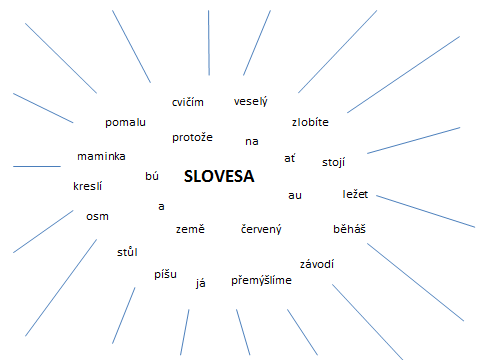 cvičím
veselý
pomalu
zlobíte
protože
na
maminka
ať
stojí
bú
SLOVESA
kreslí
au
ležet
a
osm
země
červený
běháš
stůl
závodí
píšu
já
přemýšlíme